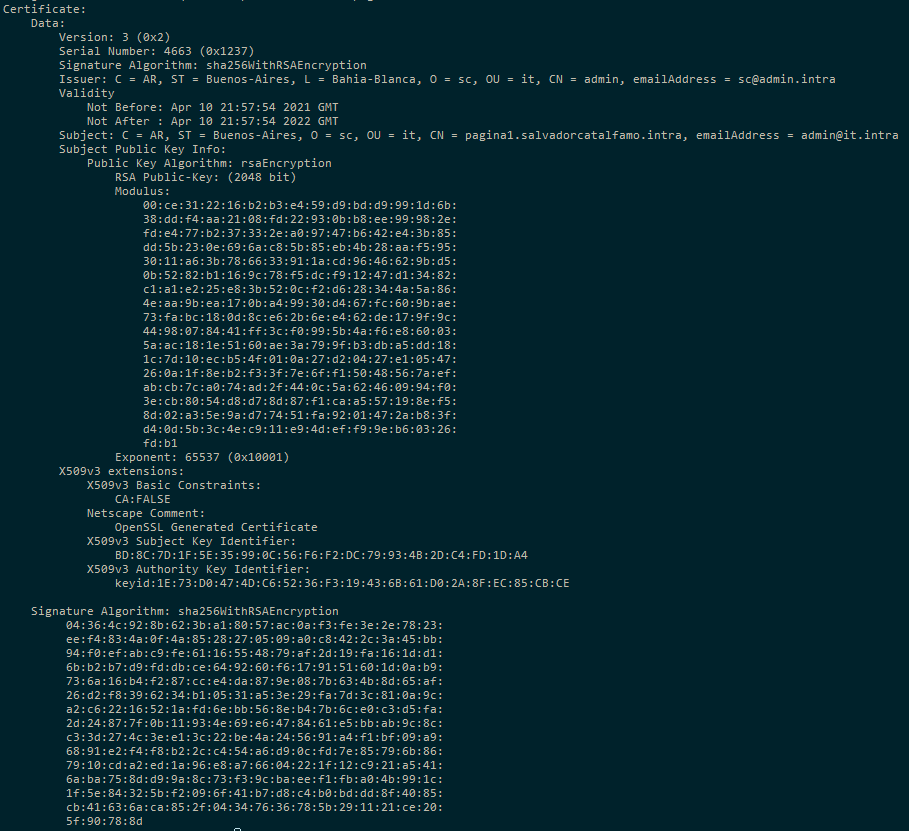 Certificate:
Data:
Version: 3 (0x2)
Serial Number: 4663 (0x1237)
Signature Algorithm: sha256WithRSAEncryption
Issuer: C = AR, ST = Buenos-Aires, L = Bahia-Blanca, O = sc, OU = it, CN = admin, emailAddress = sc@admin.intra
Validity
Not Before: Apr 10 21:57:54 2021 GMT
Not After : Apr 10 21:57:54 2022 GMT
Subject: C = AR, ST = Buenos-Aires, O = sc, OU = it, CN = pagina1.salvadorcatalfamo.intra, emailAddress = admin@it.intra
Subject Public Key Info:
Public Key Algorithm: rsaEncryption
RSA Public-Key: (2048 bit)
Modulus:
00:ce:31:22:16:b2:b3:e4:59:d9:bd:d9:99:1d:6b:
38:dd:f4:aa:21:08:fd:22:93:0b:b8:ee:99:98:2e:
fd:e4:77:b2:37:33:2e:a0:97:47:b6:42:e4:3b:85:
dd:5b:23:0e:69:6a:c8:5b:85:eb:4b:28:aa:f5:95:
30:11:a6:3b:78:66:33:91:1a:cd:96:46:62:9b:d5:
0b:52:82:b1:16:9c:78:f5:dc:f9:12:47:d1:34:82:
c1:a1:e2:25:e8:3b:52:0c:f2:d6:28:34:4a:5a:86:
4e:aa:9b:ea:17:0b:a4:99:30:d4:67:fc:60:9b:ae:
73:fa:bc:18:0d:8c:e6:2b:6e:e4:62:de:17:9f:9c:
44:98:07:84:41:ff:3c:f0:99:5b:4a:f6:e8:60:03:
5a:ac:18:1e:51:60:ae:3a:79:9f:b3:db:a5:dd:18:
1c:7d:10:ec:b5:4f:01:0a:27:d2:04:27:e1:05:47:
26:0a:1f:8e:b2:f3:3f:7e:6f:f1:50:48:56:7a:ef:
ab:cb:7c:a0:74:ad:2f:44:0c:5a:62:46:09:94:f0:
3e:cb:80:54:d8:d7:8d:87:f1:ca:a5:57:19:8e:f5:
8d:02:a3:5e:9a:d7:74:51:fa:92:01:47:2a:b8:3f:
d4:0d:5b:3c:4e:c9:11:e9:4d:ef:f9:9e:b6:03:26:
fd:b1
Exponent: 65537 (0x10001)
X509v3 extensions:
X509v3 Basic Constraints:
CA:FALSE
Netscape Comment:
OpenSSL Generated Certificate
X509v3 Subject Key Identifier:
BD:8C:7D:1F:5E:35:99:0C:56:F6:F2:DC:79:93:4B:2D:C4:FD:1D:A4
X509v3 Authority Key Identifier:
keyid:1E:73:D0:47:4D:C6:52:36:F3:19:43:6B:61:D0:2A:8F:EC:85:CB:CE
Signature Algorithm: sha256WithRSAEncryption
04:36:4c:92:8b:62:3b:a1:80:57:ac:0a:f3:fe:3e:2e:78:23:
ee:f4:83:4a:0f:4a:85:28:27:05:09:a0:c8:42:2c:3a:45:bb:
94:f0:ef:ab:c9:fe:61:16:55:48:79:af:2d:19:fa:16:1d:d1:
6b:b2:b7:d9:fd:db:ce:64:92:60:f6:17:91:51:60:1d:0a:b9:
73:6a:16:b4:f2:87:cc:e4:da:87:9e:08:7b:63:4b:8d:65:af:
26:d2:f8:39:62:34:b1:05:31:a5:3e:29:fa:7d:3c:81:0a:9c:
a2:c6:22:16:52:1a:fd:6e:bb:56:8e:b4:7b:6c:e0:c3:d5:fa:
2d:24:87:7f:0b:11:93:4e:69:e6:47:84:61:e5:bb:ab:9c:8c:
c3:3d:27:4c:3e:e1:3c:22:be:4a:24:56:91:a4:f1:bf:09:a9:
68:91:e2:f4:f8:b2:2c:c4:54:a6:d9:0c:fd:7e:85:79:6b:86:
79:10:cd:a2:ed:1a:96:e8:a7:66:04:22:1f:12:c9:21:a5:41:
6a:ba:75:8d:d9:9a:8c:73:f3:9c:ba:ee:f1:fb:a0:4b:99:1c:
1f:5e:84:32:5b:f2:09:6f:41:b7:d8:c4:b0:bd:dd:8f:40:85:
cb:41:63:6a:ca:85:2f:04:34:76:36:78:5b:29:11:21:ce:20:
5f:90:78:8d